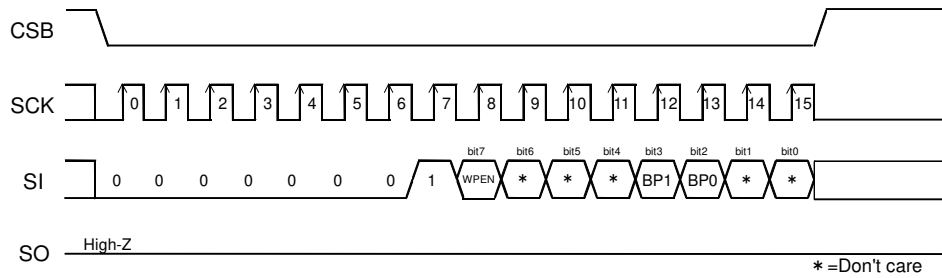 CSB
SCK 0 1 2 3 4 5 6 7 8 9 10 11 12 13 14 15
bit7 bit6 bit5 bit4 bit3 bit2 bit1 bit0
SI 0 0 0 0 0 0 0 1 WPEN * * * BP1 BP0 * *
High-Z
SO
* =Don't care